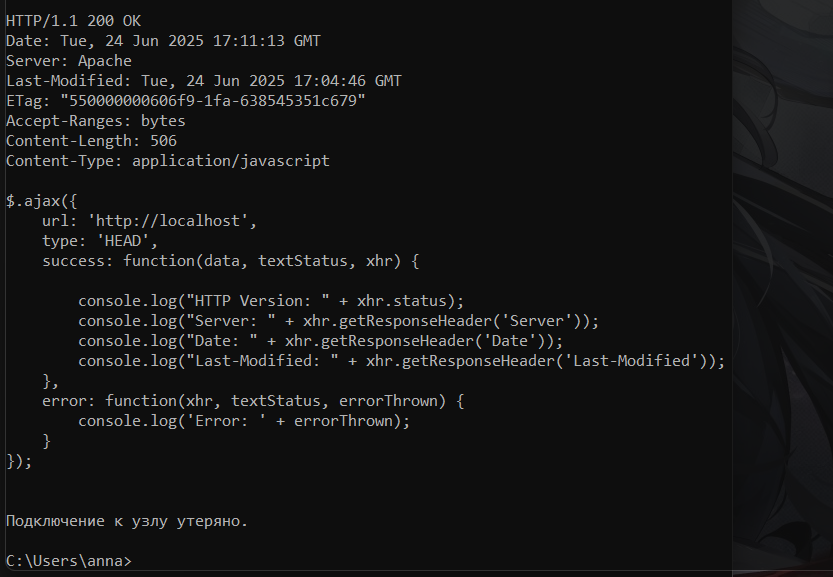 HTTP/1.1 200 OK
Date: Tue, 24 Jun 2025 17:11:13 GMT
Server: Apache
Last-Modified: Tue, 24 Jun 2025 17:04:46 GMT
ETag: "550000000606f9-1fa-638545351c679"
Accept-Ranges: bytes
Content-Length: 506
Content-Type: application/javascript

$.ajax({
    url: 'http://localhost',
    type: 'HEAD',
    success: function(data, textStatus, xhr) {

        console.log("HTTP Version: " + xhr.status);
        console.log("Server: " + xhr.getResponseHeader('Server'));
        console.log("Date: " + xhr.getResponseHeader('Date'));
        console.log("Last-Modified: " + xhr.getResponseHeader('Last-Modified'));
    },
    error: function(xhr, textStatus, errorThrown) {
        console.log('Error: ' + errorThrown);
    }
});

Подключение к узлу утеряно.

C:\Users\anna>